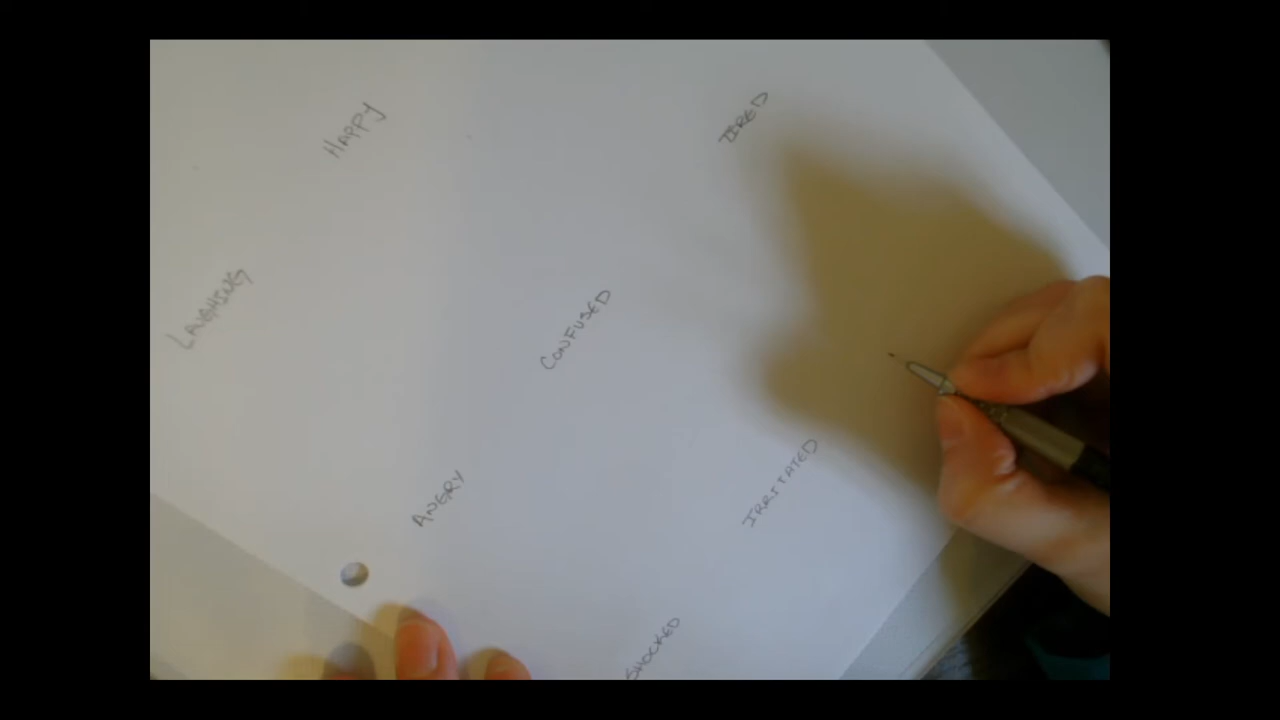 HAPPY
TIRED
LAUGHING
CONFUSED
ANGRY
IRRITATED
SHOCKED